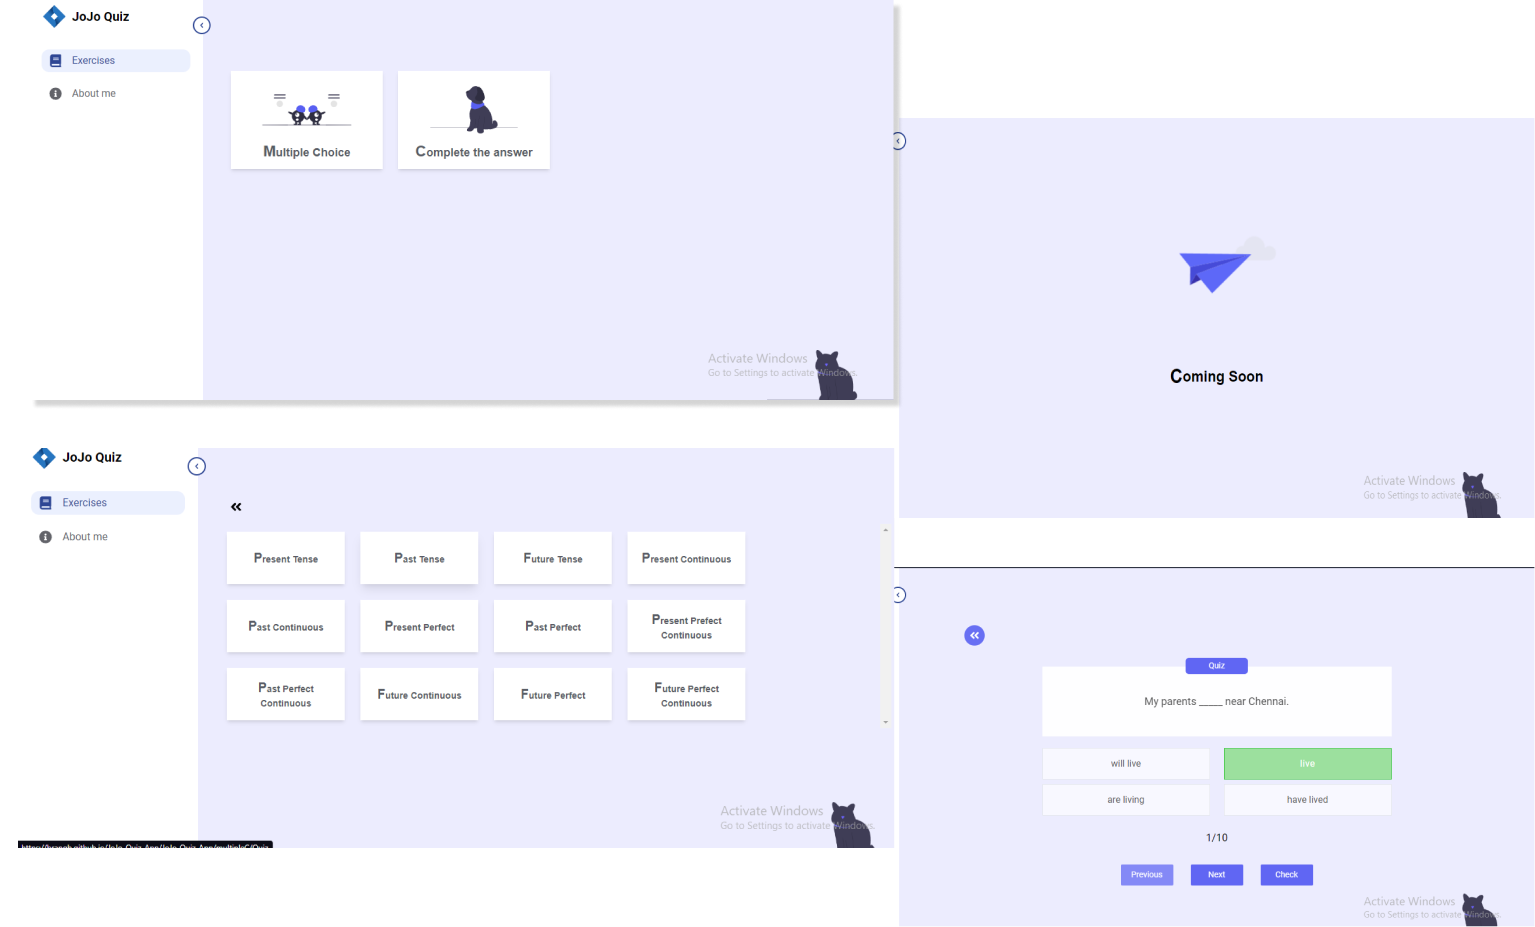 JoJo Quiz
Exercises
About me
Multiple Choice
Complete the answer
Activate Windows
Go to Settings to activate Windows.
Coming Soon
Activate Windows
Go to Settings to activate Windows.
JoJo Quiz
Exercises
About me
Present Tense
Past Tense
Future Tense
Present Continuous
Past Continuous
Present Perfect
Past Perfect
Present Prefect
Continuous
Past Perfect
Continuous
Future Continuous
Future Perfect
Future Perfect
Continuous
Activate Windows
Go to Settings to activate Windows.
Quiz
My parents _____ near Chennai.
will live
live
are living
have lived
1/10
Previous
Next
Check
Activate Windows
Go to Settings to activate Windows.